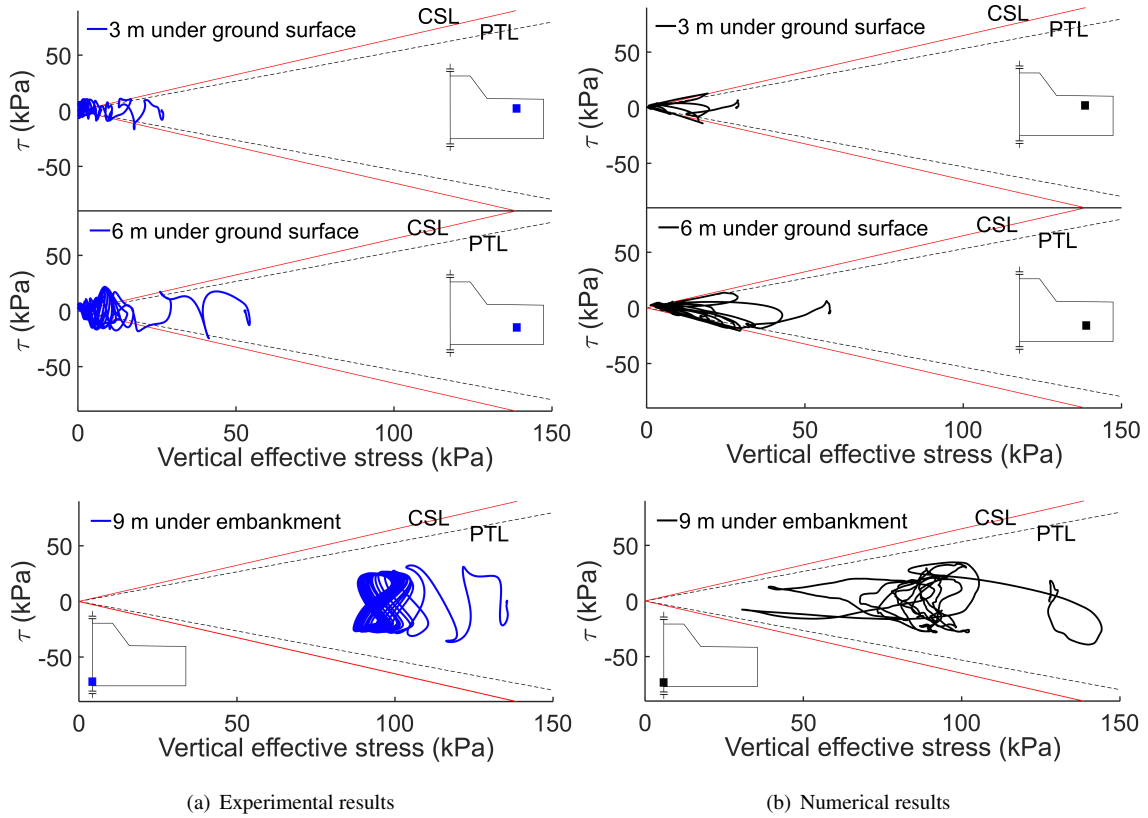 3 m under ground surface
CSL
PTL
τ (kPa)
50
0
-50
6 m under ground surface
CSL
PTL
τ (kPa)
50
0
-50
0
50
100
150
Vertical effective stress (kPa)
9 m under embankment
CSL
PTL
τ (kPa)
50
0
-50
0
50
100
150
Vertical effective stress (kPa)
(a) Experimental results
3 m under ground surface
CSL
PTL
τ (kPa)
50
0
-50
6 m under ground surface
CSL
PTL
τ (kPa)
50
0
-50
0
50
100
150
Vertical effective stress (kPa)
9 m under embankment
CSL
PTL
τ (kPa)
50
0
-50
0
50
100
150
Vertical effective stress (kPa)
(b) Numerical results